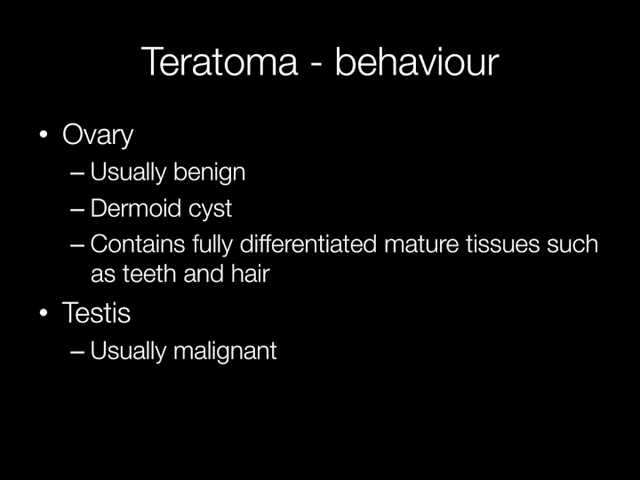 Teratoma - behaviour
• Ovary
– Usually benign
– Dermoid cyst
– Contains fully differentiated mature tissues such
as teeth and hair
• Testis
– Usually malignant